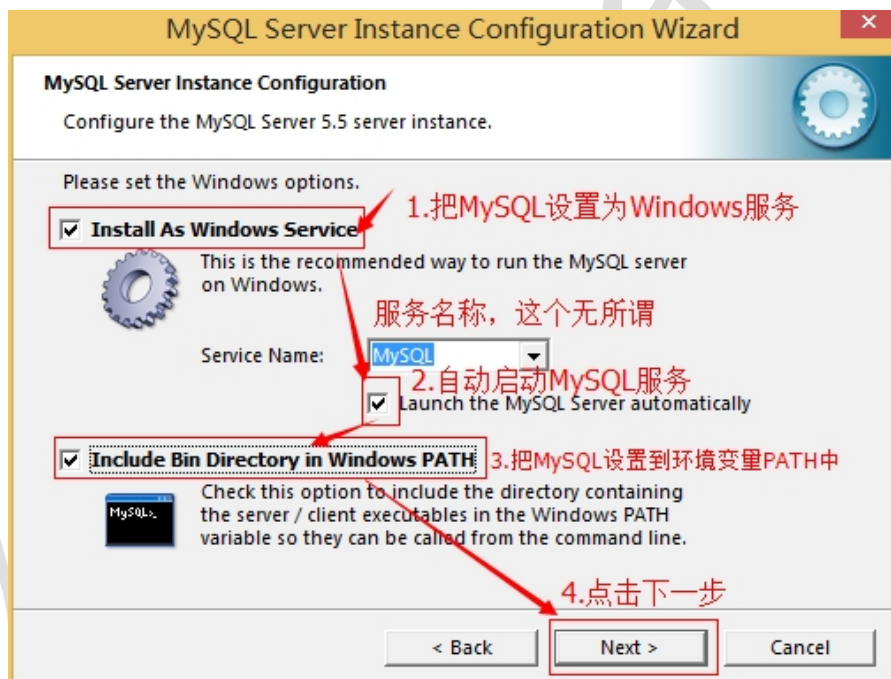 MySQL Server Instance Configuration Wizard
MySQL Server Instance Configuration
Configure the MySQL Server 5.5 server instance.
Please set the Windows options.
1.把MySQL设置为Windows服务
Install As Windows Service
This is the recommended way to run the MySQL server
on Windows.
服务名称，这个无所谓
Service Name: MySQL
2.自动启动MySQL服务
Launch the MySQL Server automatically
Include Bin Directory in Windows PATH 3.把MySQL设置到环境变量PATH中
Check this option to include the directory containing
the server / client executables in the Windows PATH
variable so they can be called from the command line.
MySQL>_
4.点击下一步
< Back Next > Cancel